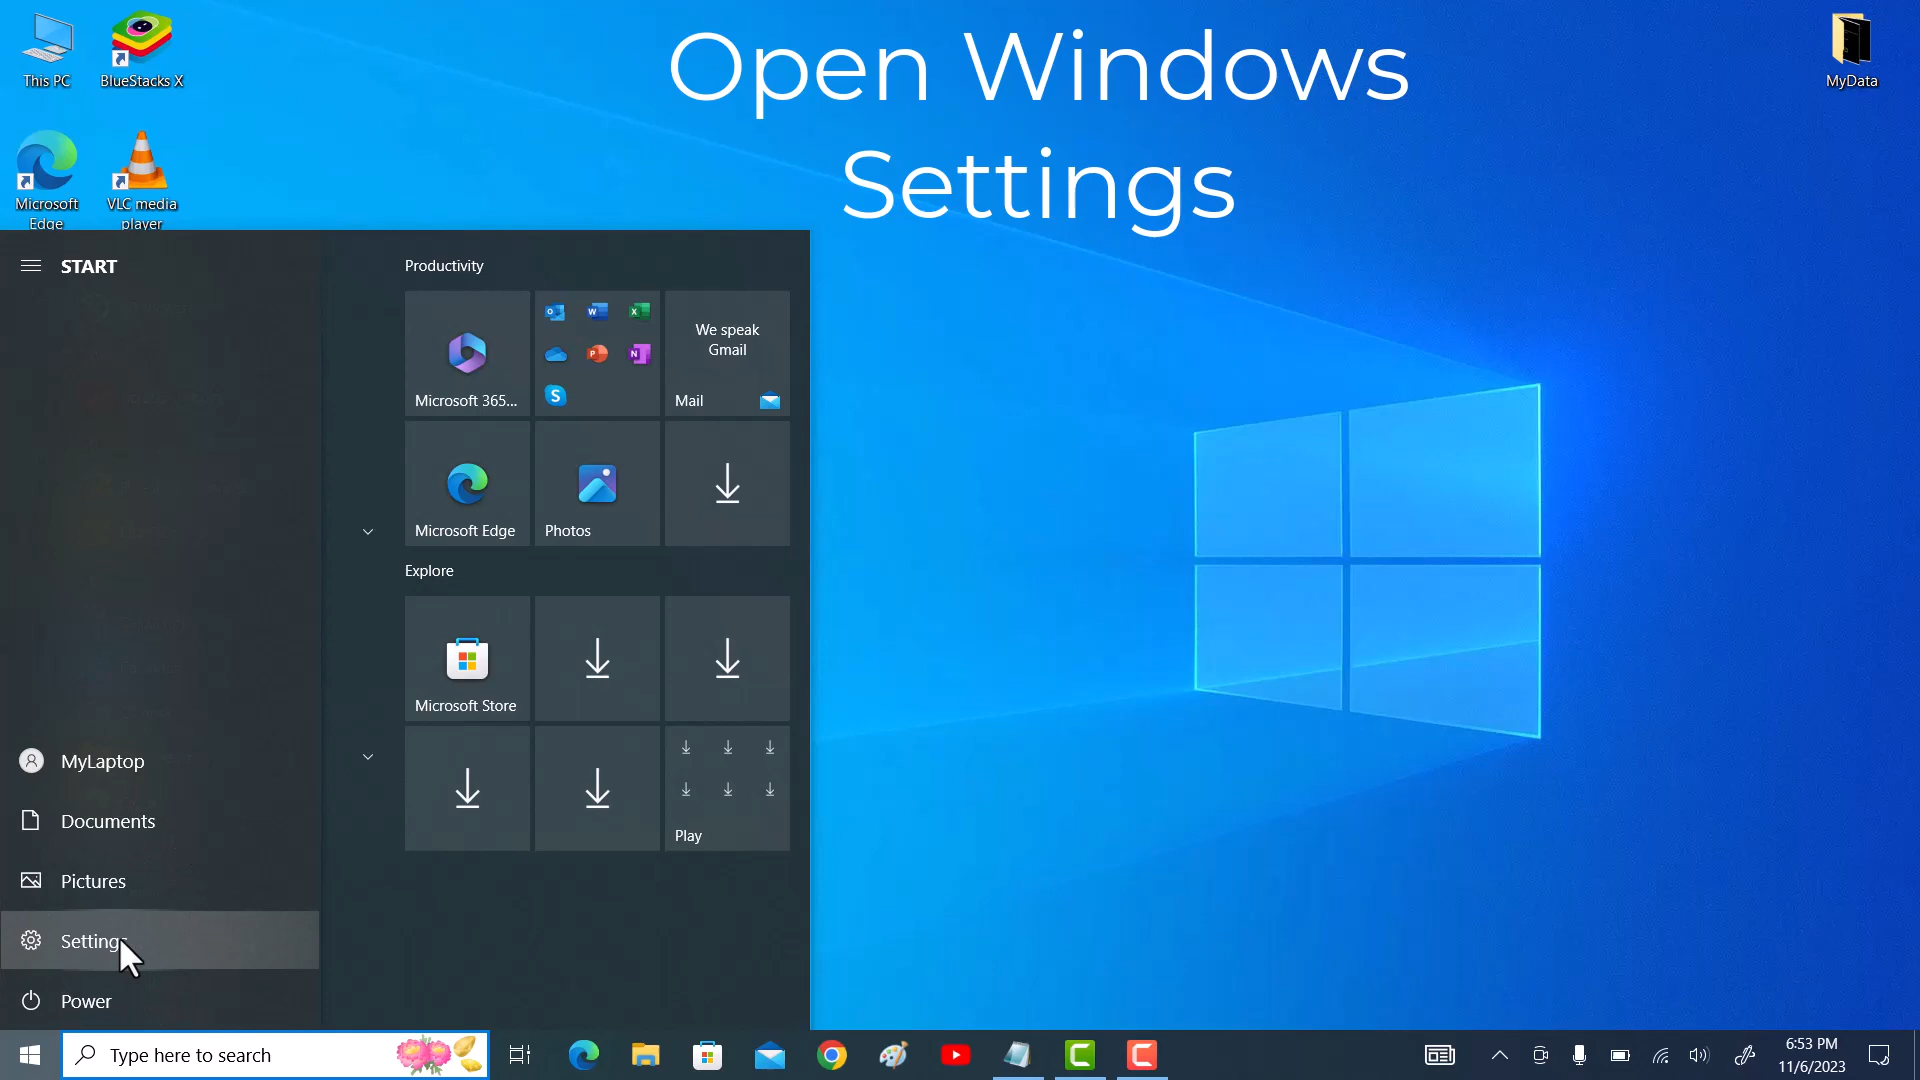 Open Windows
Settings
This PC
BlueStacks X
MyData
Microsoft
Edge
VLC media
player
START
Productivity
Microsoft 365...
We speak
Gmail
Mail
Microsoft Edge
Photos
Explore
Microsoft Store
Play
MyLaptop
Documents
Pictures
Settings
Power
Type here to search
6:53 PM
11/6/2023